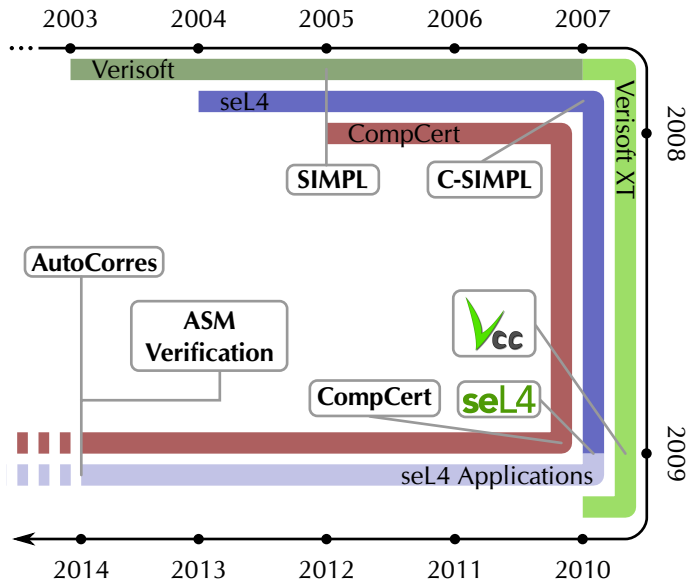 2003 2004 2005 2006 2007
...
Verisoft
seL4
CompCert
Verisoft XT
2008
SIMPL
C-SIMPL
AutoCorres
ASM
Verification
Vcc
CompCert
seL4
2009
seL4 Applications
2014 2013 2012 2011 2010